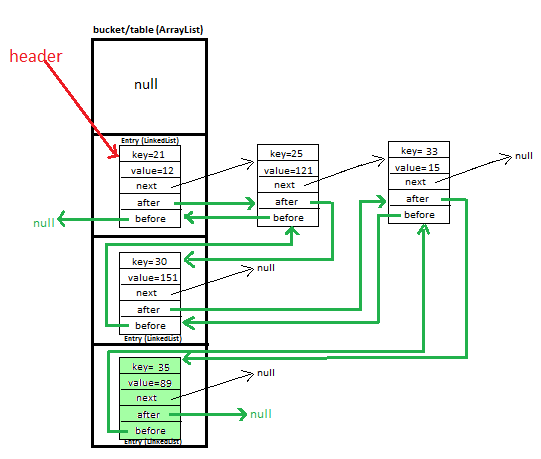 bucket/table (ArrayList)
header
null
Entry (LinkedList)
key=21
value=12
next
after
before
null
key=25
value=121
next
after
before
key= 33
value= 15
next
after
before
null
key=30
value=151
next
after
before
Entry (LinkedList)
null
key= 35
value=89
next
after
before
Entry (LinkedList)
null
null